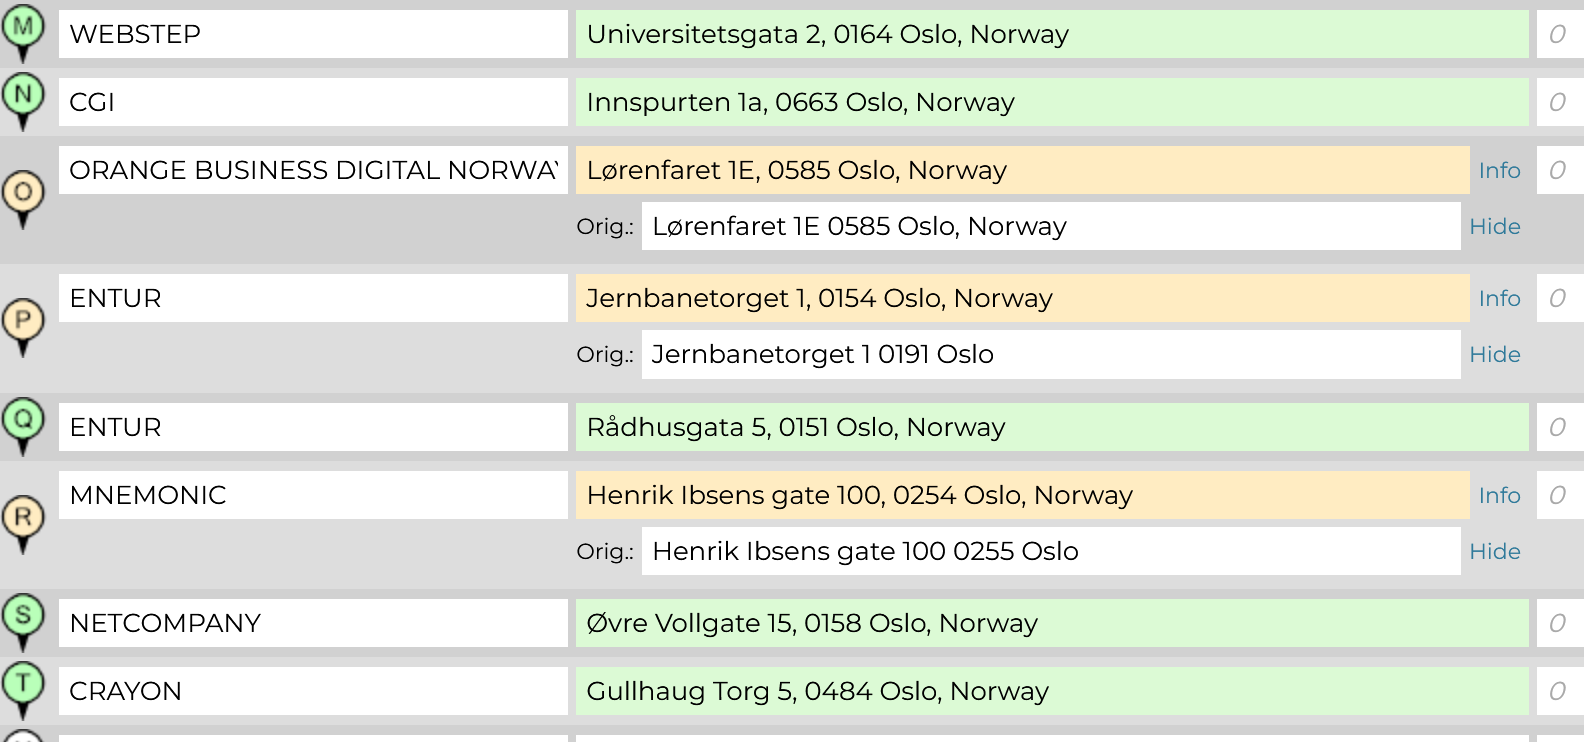 M WEBSTEP Universitetsgata 2, 0164 Oslo, Norway 0
N CGI Innspurten 1a, 0663 Oslo, Norway 0
O ORANGE BUSINESS DIGITAL NORWAY Lørenfaret 1E, 0585 Oslo, Norway Info 0
Orig.: Lørenfaret 1E 0585 Oslo, Norway Hide
P ENTUR Jernbanetorget 1, 0154 Oslo, Norway Info 0
Orig.: Jernbanetorget 1 0191 Oslo Hide
Q ENTUR Rådhusgata 5, 0151 Oslo, Norway 0
R MNEMONIC Henrik Ibsens gate 100, 0254 Oslo, Norway Info 0
Orig.: Henrik Ibsens gate 100 0255 Oslo Hide
S NETCOMPANY Øvre Vollgate 15, 0158 Oslo, Norway 0
T CRAYON Gullhaug Torg 5, 0484 Oslo, Norway 0